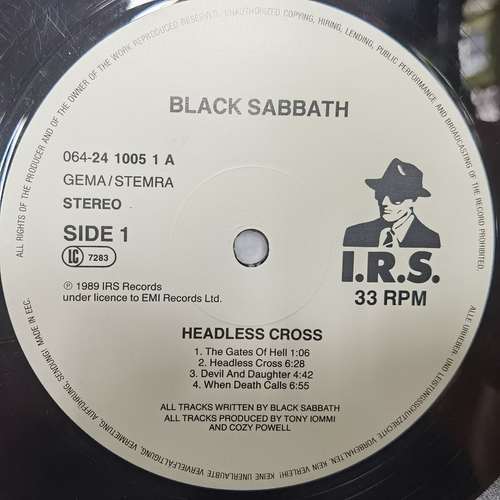 ALL RIGHTS OF THE PRODUCER AND OF THE OWNER OF THE WORK REPRODUCED RESERVED. UNAUTHORIZED COPYING, HIRING, LENDING, PUBLIC PERFORMANCE AND BROADCASTING OF THE RECORD PROHIBITED.
BLACK SABBATH
064-24 1005 1 A
GEMA/STEMRA
STEREO
SIDE 1
LC 7283
I.R.S.
33 RPM
℗ 1989 IRS Records
under licence to EMI Records Ltd.
HEADLESS CROSS
1. The Gates Of Hell 1:06
2. Headless Cross 6:28
3. Devil And Daughter 4:42
4. When Death Calls 6:55
ALL TRACKS WRITTEN BY BLACK SABBATH
ALL TRACKS PRODUCED BY TONY IOMMI
AND COZY POWELL
ALLE URHEBER- UND LEISTUNGSSCHUTZRECHTE VORBEHALTEN. KEIN VERLEIH! KEINE UNERLAUBTE VERVIELFÄLTIGUNG, VERMIETUNG, AUFFÜHRUNG, SENDUNG! MADE IN EEC.